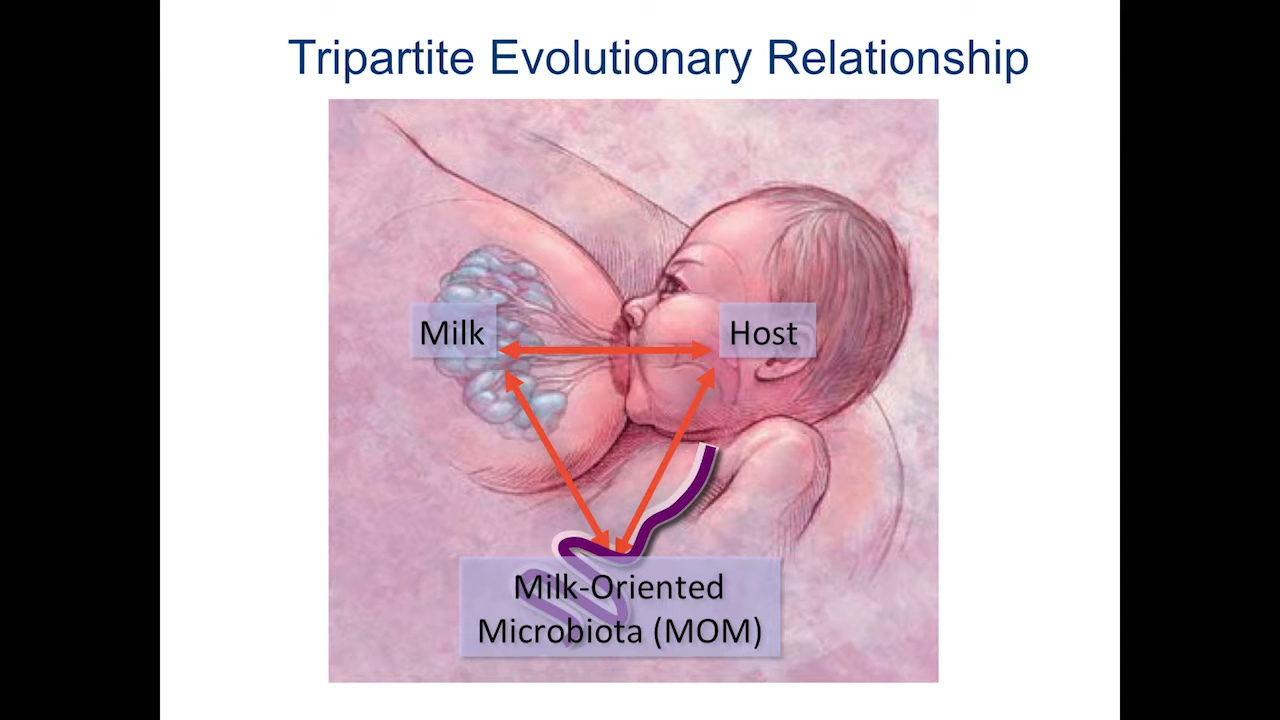 Tripartite Evolutionary Relationship
Milk
Host
Milk-Oriented
Microbiota (MOM)